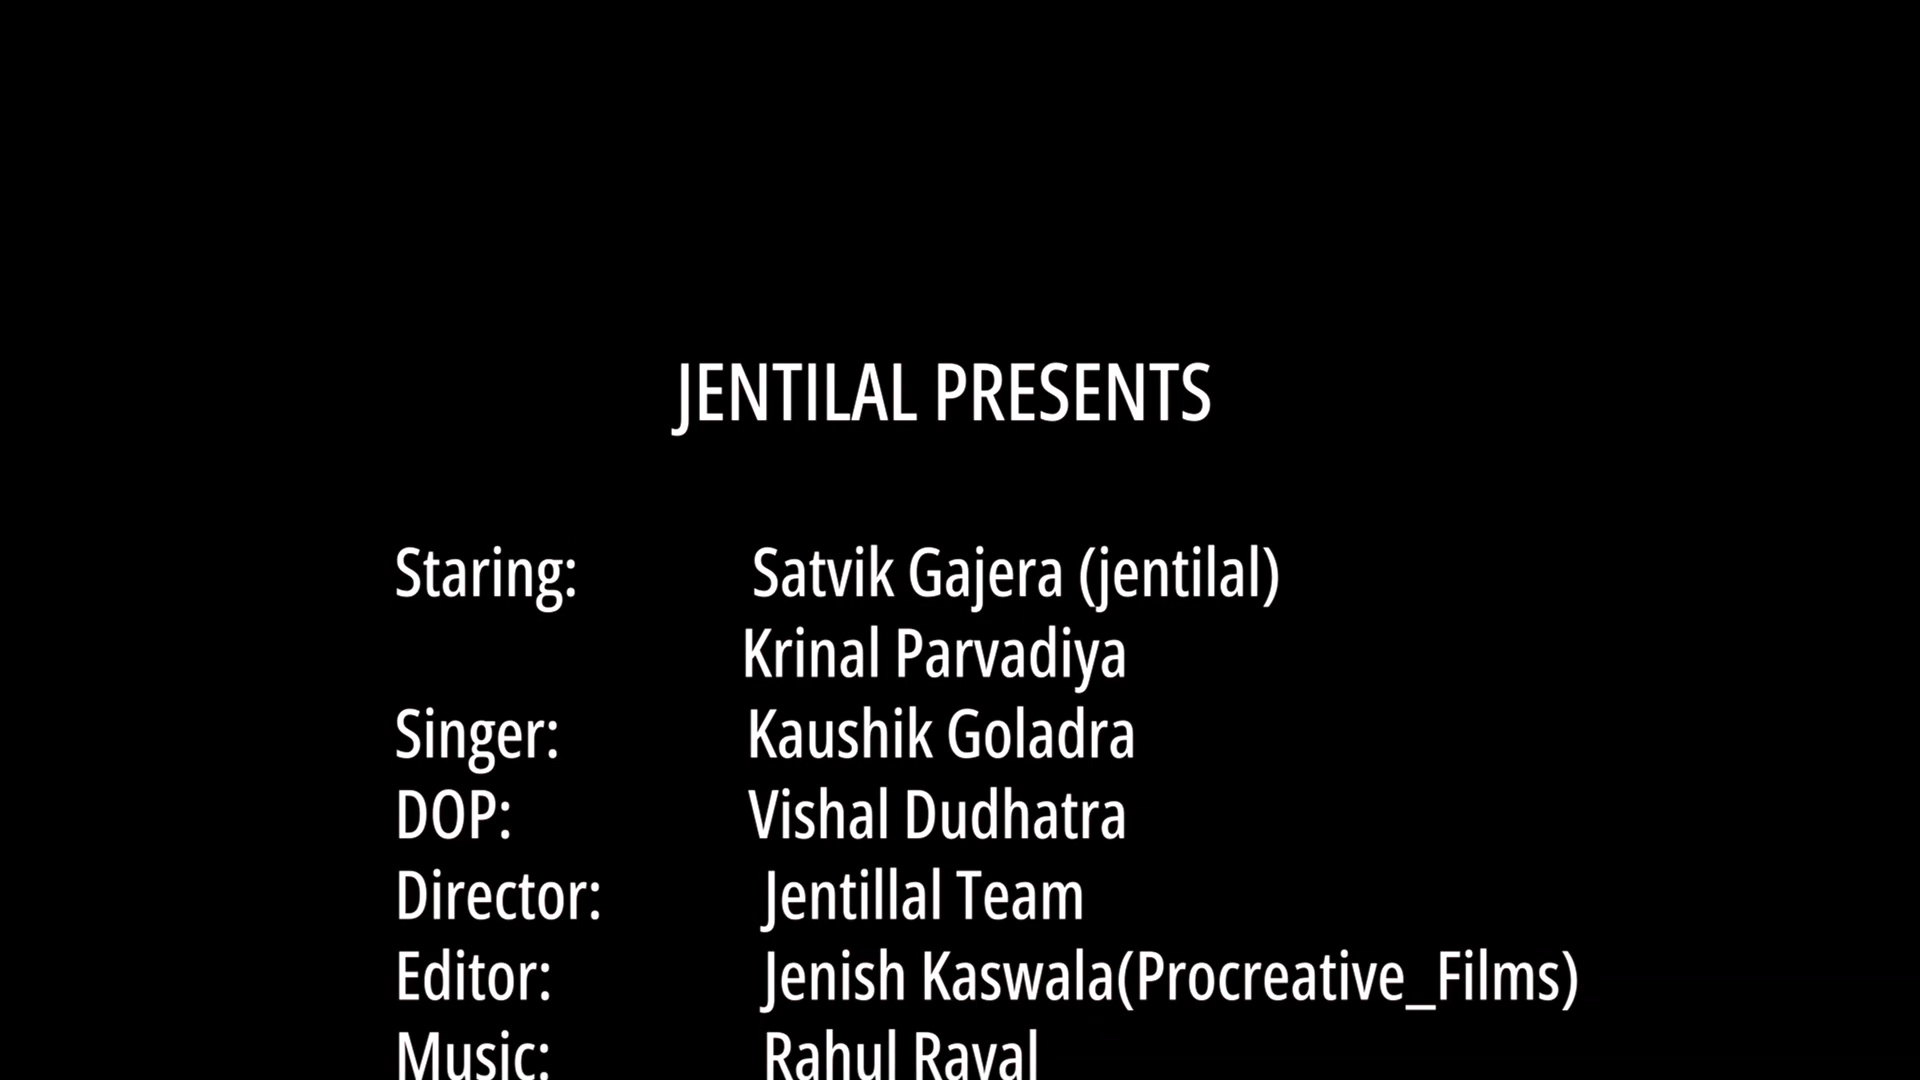 JENTILAL PRESENTS
Staring: Satvik Gajera (jentilal)
Krinal Parvadiya
Singer: Kaushik Goladra
DOP: Vishal Dudhatra
Director: Jentillal Team
Editor: Jenish Kaswala(Procreative_Films)
Music: Rahul Raval